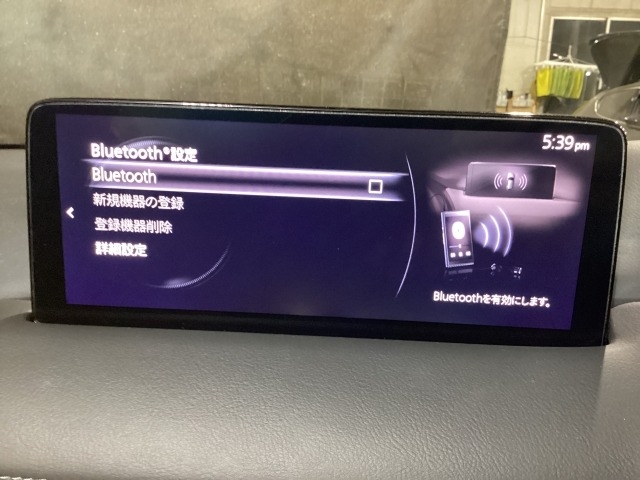 5:39 pm
Bluetooth®設定
Bluetooth
新規機器の登録
登録機器削除
詳細設定
Bluetoothを有効にします。